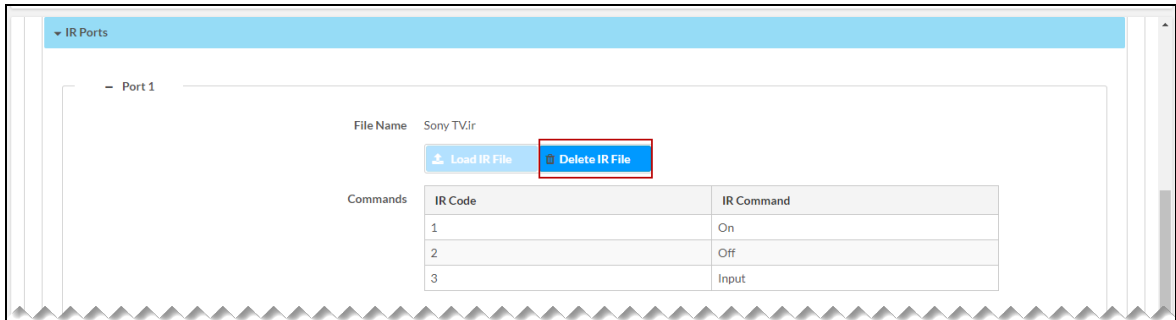 IR Ports
– Port 1
File Name Sony TV.ir
Load IR File Delete IR File
Commands IR Code IR Command
1 On
2 Off
3 Input